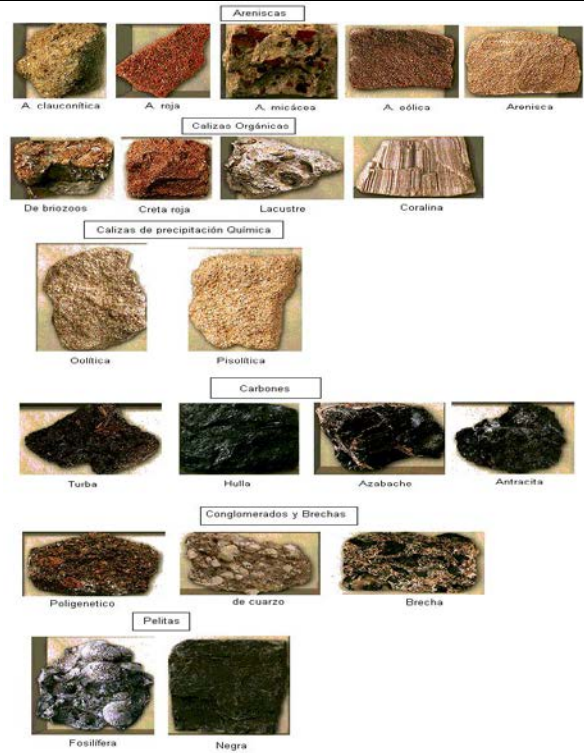 Areniscas
A. clauconítica
A. roja
A. micácea
A. eólica
Arenisca
Calizas Orgánicas
De briozoos
Creta roja
Lacustre
Coralina
Calizas de precipitación Química
Oolítica
Pisolítica
Carbones
Turba
Hulla
Azabache
Antracita
Conglomerados y Brechas
Poligenetico
de cuarzo
Brecha
Pelitas
Fosilífera
Negra